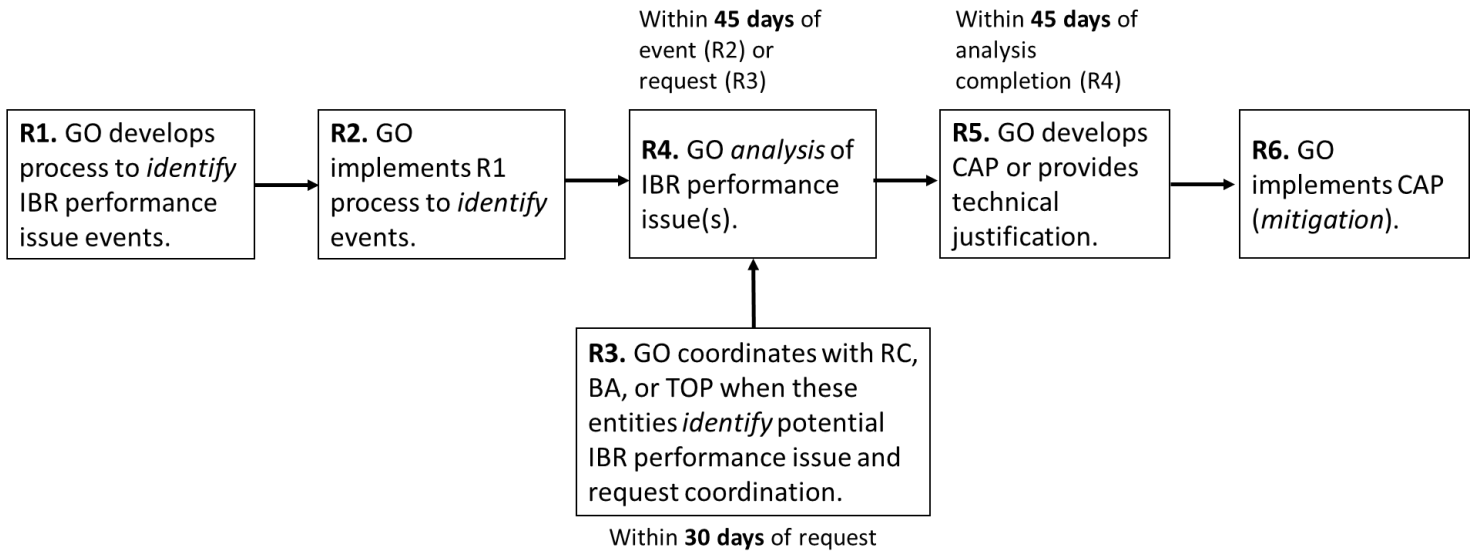 Within 45 days of
event (R2) or
request (R3)
Within 45 days of
analysis
completion (R4)
R1. GO develops
process to identify
IBR performance
issue events.
R2. GO
implements R1
process to identify
events.
R4. GO analysis of
IBR performance
issue(s).
R5. GO develops
CAP or provides
technical
justification.
R6. GO
implements CAP
(mitigation).
R3. GO coordinates with RC,
BA, or TOP when these
entities identify potential
IBR performance issue and
request coordination.
Within 30 days of request